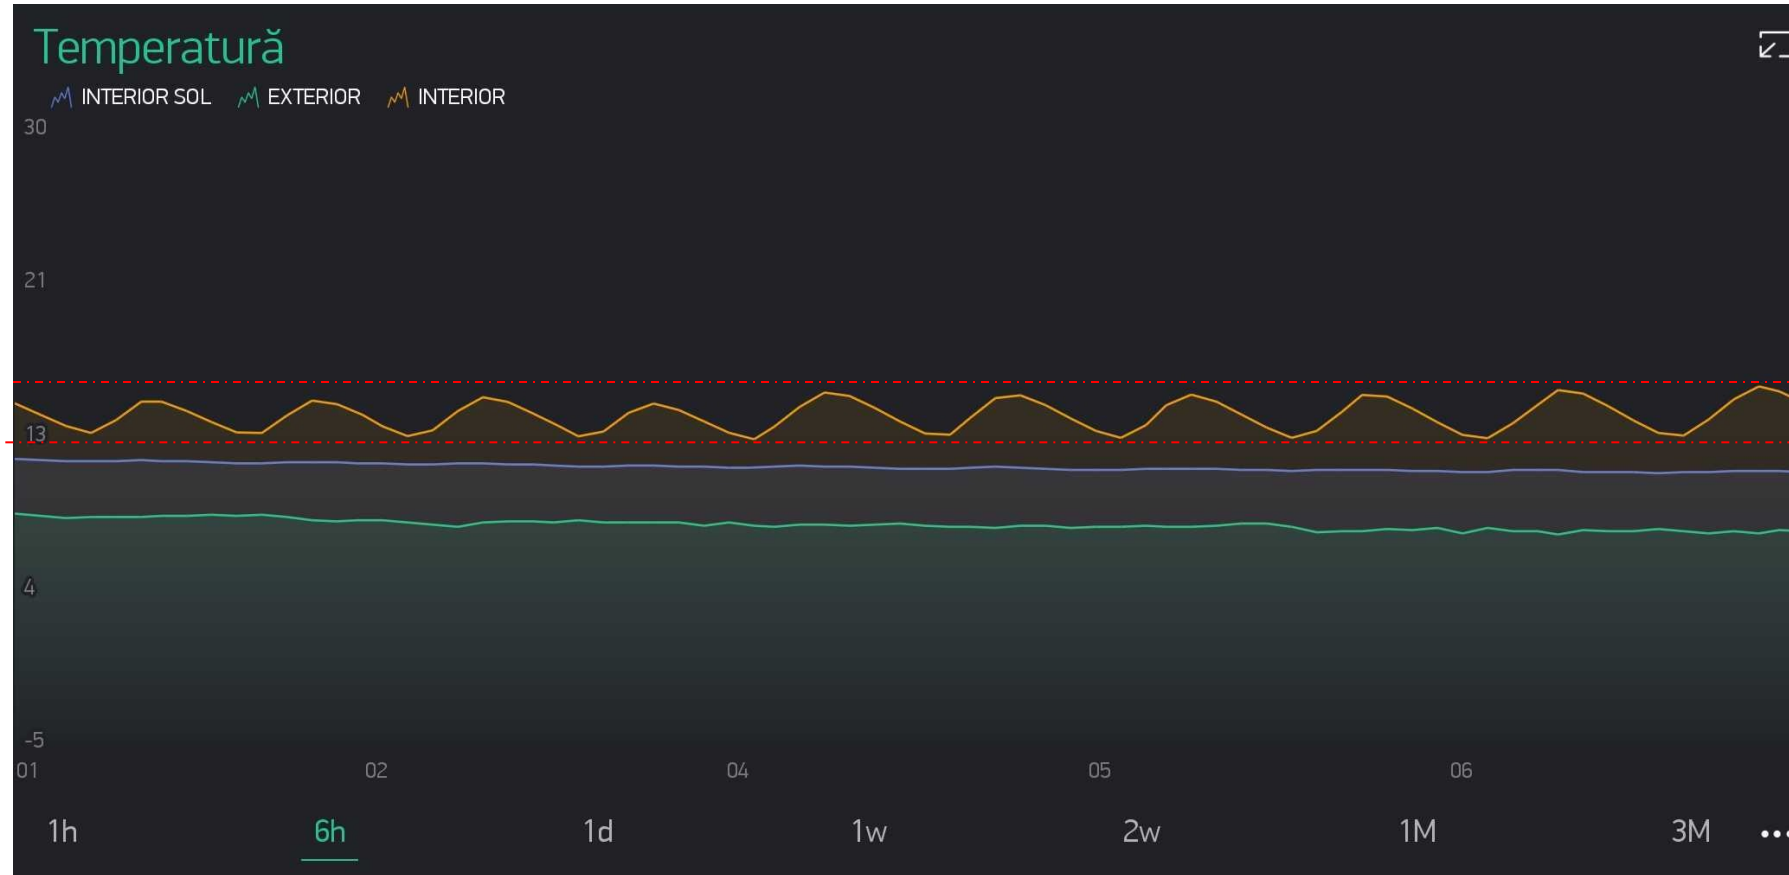 Temperatură
INTERIOR SOL EXTERIOR INTERIOR
30
21
13
4
-5
01 02 04 05 06
1h 6h 1d 1w 2w 1M 3M